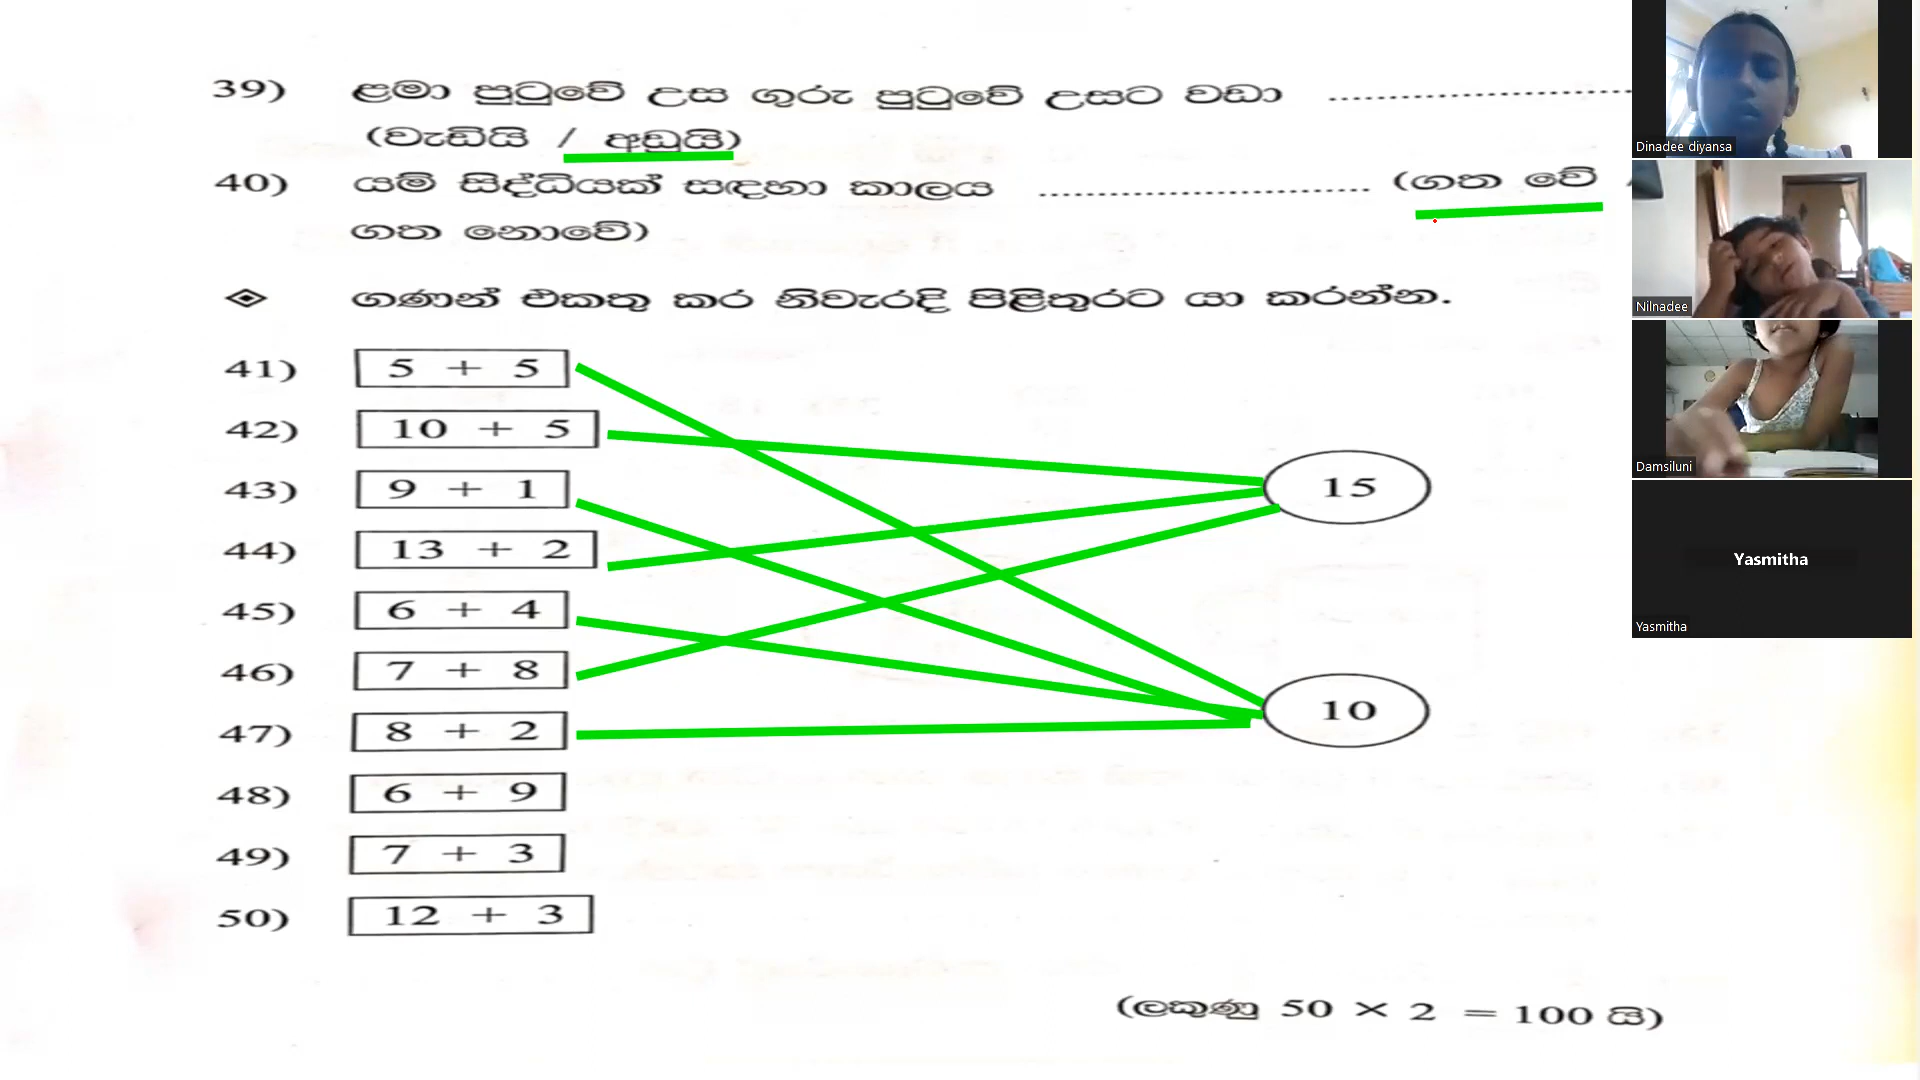 39) ළමා පුටුවේ උස ගුරු පුටුවේ උසට වඩා ....................
(වැඩියි / අඩුයි)
40) යම් සිද්ධියක් සඳහා කාලය .................... (ගත වේ /
ගත නොවේ)
ගණන් එකතු කර නිවැරදි පිළිතුරට යා කරන්න.
41) 5 + 5
42) 10 + 5
43) 9 + 1
44) 13 + 2
45) 6 + 4
46) 7 + 8
47) 8 + 2
48) 6 + 9
49) 7 + 3
50) 12 + 3
15
10
(ලකුණු 50 × 2 = 100 යි)
Dinadee diyansa
Nilnadee
Damsiluni
Yasmitha
Yasmitha